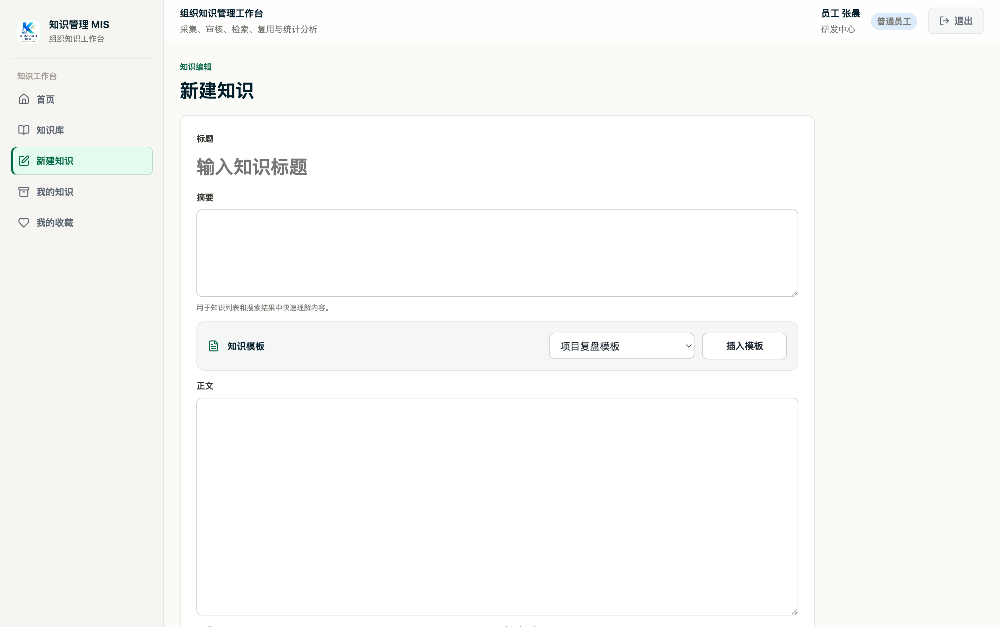 K-INSIGHT
知汇
知识管理 MIS
组织知识工作台
知识工作台
首页
知识库
新建知识
我的知识
我的收藏
组织知识管理工作台
采集、审核、检索、复用与统计分析
员工 张晨
研发中心
普通员工
退出
知识编辑
新建知识
标题
输入知识标题
摘要
用于知识列表和搜索结果中快速理解内容。
知识模板
项目复盘模板
插入模板
正文